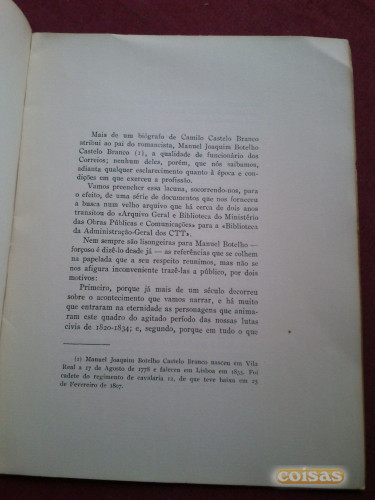 Mais de um biógrafo de Camilo Castelo Branco
atribui ao pai do romancista, Manuel Joaquim Botelho
Castelo Branco (1), a qualidade de funcionário dos
Correios; nenhum deles, porém, que nós saibamos,
adianta qualquer esclarecimento quanto à época e con-
dições em que exerceu a profissão.
Vamos preencher essa lacuna, socorrendo-nos, para
o efeito, de uma série de documentos que nos forneceu
a busca num velho arquivo que há cerca de dois anos
transitou do «Arquivo Geral e Biblioteca do Ministério
das Obras Públicas e Comunicações» para a «Biblioteca
da Administração-Geral dos CTT».
Nem sempre são lisongeiras para Manuel Botelho —
forçoso é dizê-lo desde já — as referências que se colhem
na papelada que a seu respeito reunimos, mas não se
nos afigura inconveniente trazê-las a público, por dois
motivos:
Primeiro, porque já mais de um século decorreu
sobre o acontecimento que vamos narrar, e há muito
que entraram na eternidade as personagens que anima-
ram este quadro do agitado período das nossas lutas
civis de 1820-1834; e, segundo, porque em tudo o que
(1) Manuel Joaquim Botelho Castelo Branco nasceu em Vila
Real a 17 de Agosto de 1778 e faleceu em Lisboa em 1835. Foi
cadete do regimento de cavalaria 12, de que teve baixa em 15
de Fevereiro de 1807.
coisas